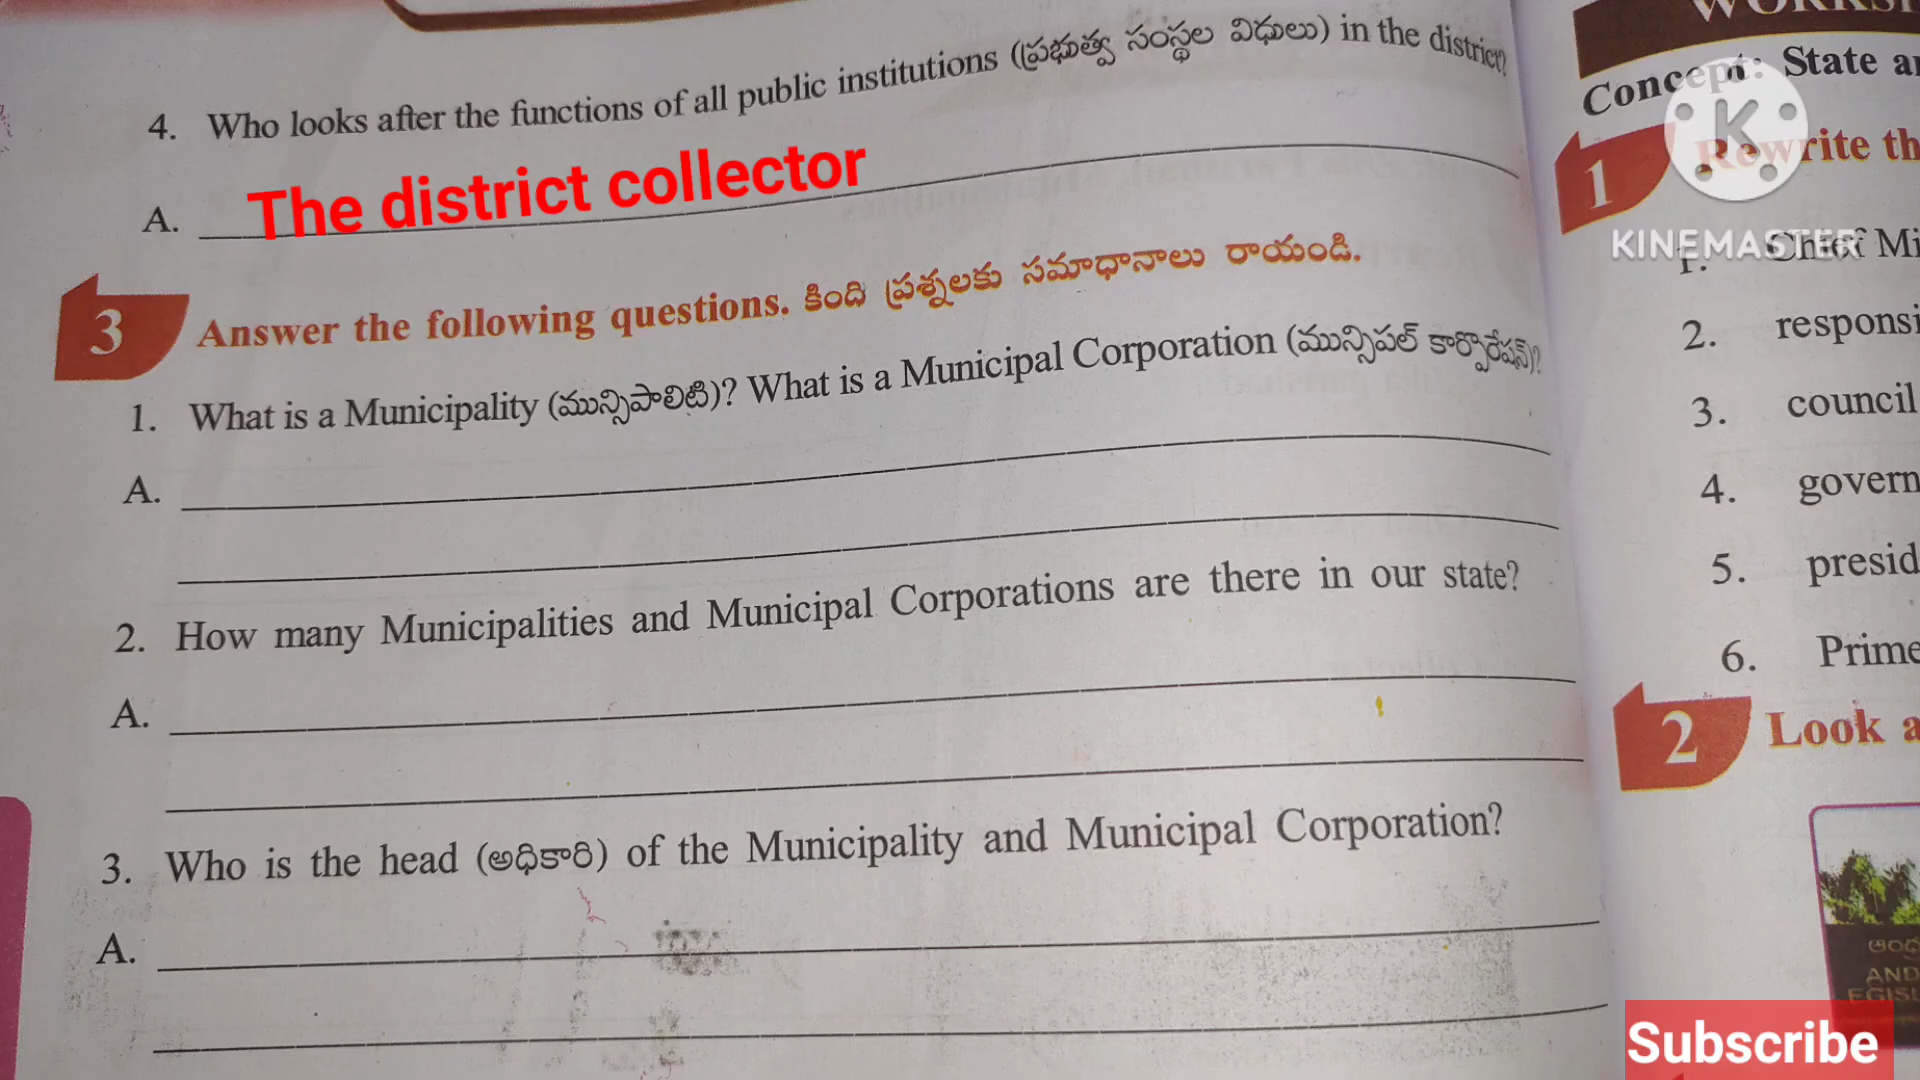 4. Who looks after the functions of all public institutions (ప్రభుత్వ సంస్థల విధులు) in the district?
A. The district collector
3 Answer the following questions. కింది ప్రశ్నలకు సమాధానాలు రాయండి.
1. What is a Municipality (మున్సిపాలిటి)? What is a Municipal Corporation (మున్సిపల్ కార్పొరేషన్)?
A.
2. How many Municipalities and Municipal Corporations are there in our state?
A.
3. Who is the head (అధికారి) of the Municipality and Municipal Corporation?
A.
Concept: State
K
1 Rewrite th
KINEMASTER
1. Chief Mi
2. responsi
3. council
4. govern
5. presid
6. Prime
2 Look a
AND
Subscribe